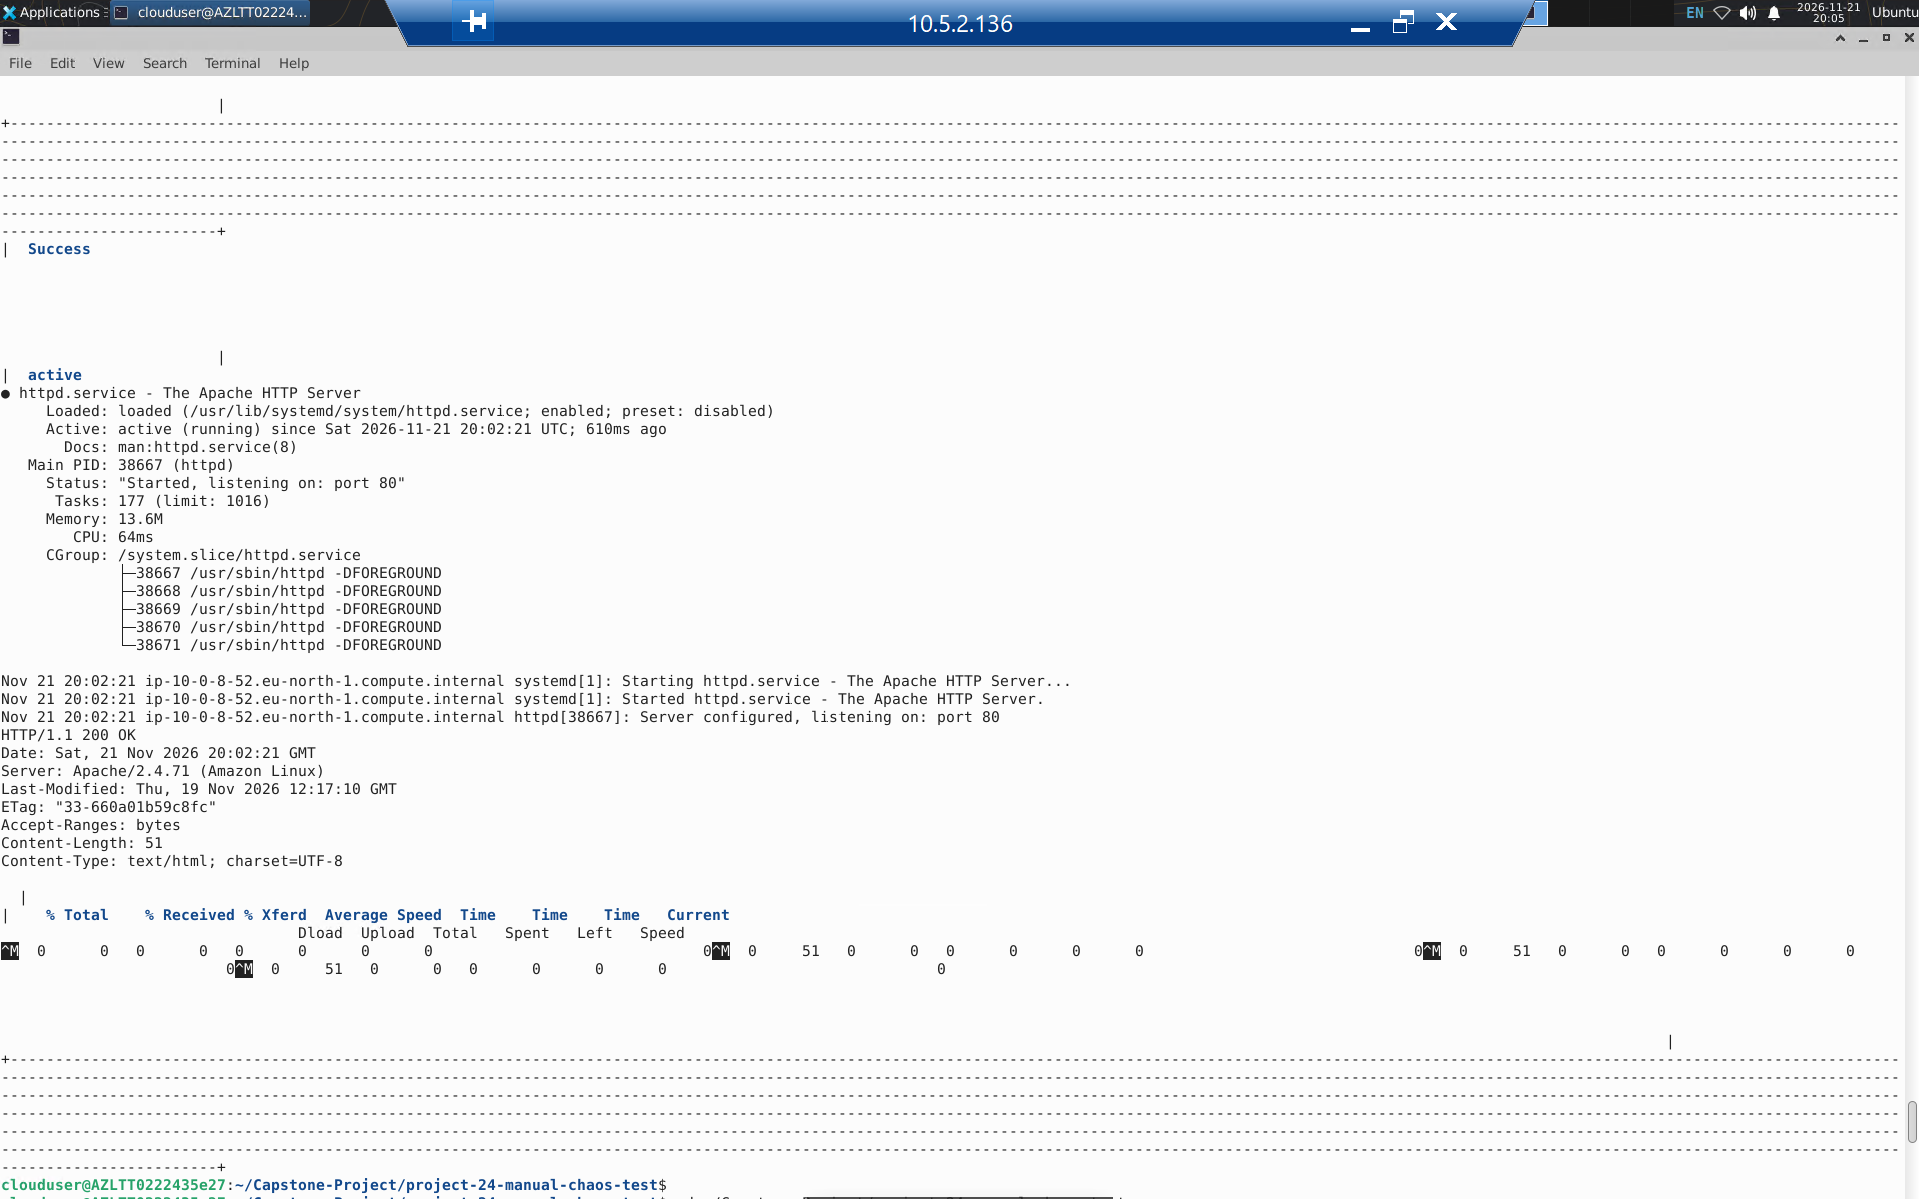 Applications
clouduser@AZLTT02224...
10.5.2.136
EN
2026-11-21
20:05
Ubuntu
File Edit View Search Terminal Help
|
+---------------------------------------------------------------------------------------------------------------------------------------------------------------------------------------------------------------------------
-----------------------+
| Success
|
| active
● httpd.service - The Apache HTTP Server
Loaded: loaded (/usr/lib/systemd/system/httpd.service; enabled; preset: disabled)
Active: active (running) since Sat 2026-11-21 20:02:21 UTC; 610ms ago
Docs: man:httpd.service(8)
Main PID: 38667 (httpd)
Status: "Started, listening on: port 80"
Tasks: 177 (limit: 1016)
Memory: 13.6M
CPU: 64ms
CGroup: /system.slice/httpd.service
├─38667 /usr/sbin/httpd -DFOREGROUND
├─38668 /usr/sbin/httpd -DFOREGROUND
├─38669 /usr/sbin/httpd -DFOREGROUND
├─38670 /usr/sbin/httpd -DFOREGROUND
└─38671 /usr/sbin/httpd -DFOREGROUND
Nov 21 20:02:21 ip-10-0-8-52.eu-north-1.compute.internal systemd[1]: Starting httpd.service - The Apache HTTP Server...
Nov 21 20:02:21 ip-10-0-8-52.eu-north-1.compute.internal systemd[1]: Started httpd.service - The Apache HTTP Server.
Nov 21 20:02:21 ip-10-0-8-52.eu-north-1.compute.internal httpd[38667]: Server configured, listening on: port 80
HTTP/1.1 200 OK
Date: Sat, 21 Nov 2026 20:02:21 GMT
Server: Apache/2.4.71 (Amazon Linux)
Last-Modified: Thu, 19 Nov 2026 12:17:10 GMT
ETag: "33-660a01b59c8fc"
Accept-Ranges: bytes
Content-Length: 51
Content-Type: text/html; charset=UTF-8
|
| % Total % Received % Xferd Average Speed Time Time Time Current
Dload Upload Total Spent Left Speed
^M 0 0 0 0 0 0 0 0 0^M 0 51 0 0 0 0 0 0 0^M 0 51 0 0 0 0 0 0
0^M 0 51 0 0 0 0 0 0 0
|
+---------------------------------------------------------------------------------------------------------------------------------------------------------------------------------------------------------------------------
-----------------------+
clouduser@AZLTT0222435e27:~/Capstone-Project/project-24-manual-chaos-test$